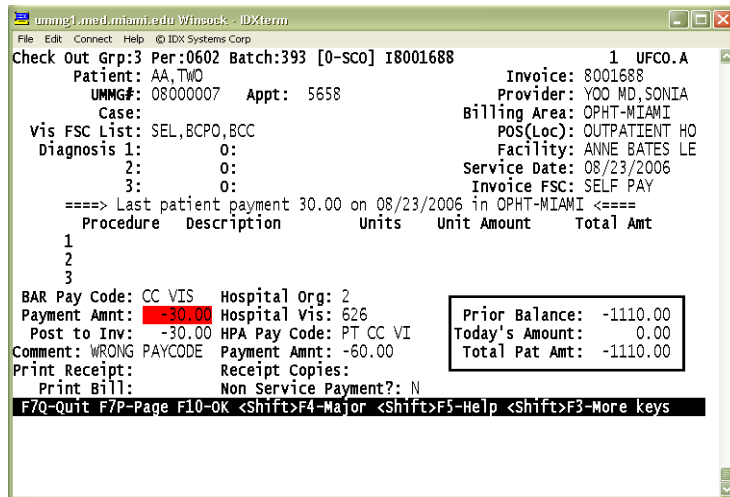 ummg1.med.miami.edu Winsock - IDXterm
File Edit Connect Help © IDX Systems Corp
Check Out Grp:3 Per:0602 Batch:393 [0-SCO] I8001688 1 UFCO.A
Patient: AA,TWO Invoice: 8001688
UMMG#: 08000007 Appt: 5658 Provider: YOO MD,SONIA
Case: Billing Area: OPHT-MIAMI
Vis FSC List: SEL,BCPO,BCC POS(Loc): OUTPATIENT HO
Diagnosis 1: 0: Facility: ANNE BATES LE
2: 0: Service Date: 08/23/2006
3: 0: Invoice FSC: SELF PAY
====> Last patient payment 30.00 on 08/23/2006 in OPHT-MIAMI <====
Procedure Description Units Unit Amount Total Amt
1
2
3
BAR Pay Code: CC VIS Hospital Org: 2
Payment Amnt: -30.00 Hospital Vis: 626 Prior Balance: -1110.00
Post to Inv: -30.00 HPA Pay Code: PT CC VI Today's Amount: 0.00
Comment: WRONG PAYCODE Payment Amnt: -60.00 Total Pat Amt: -1110.00
Print Receipt: Receipt Copies:
Print Bill: Non Service Payment?: N
F7Q-Quit F7P-Page F10-OK <Shift>F4-Major <Shift>F5-Help <Shift>F3-More keys